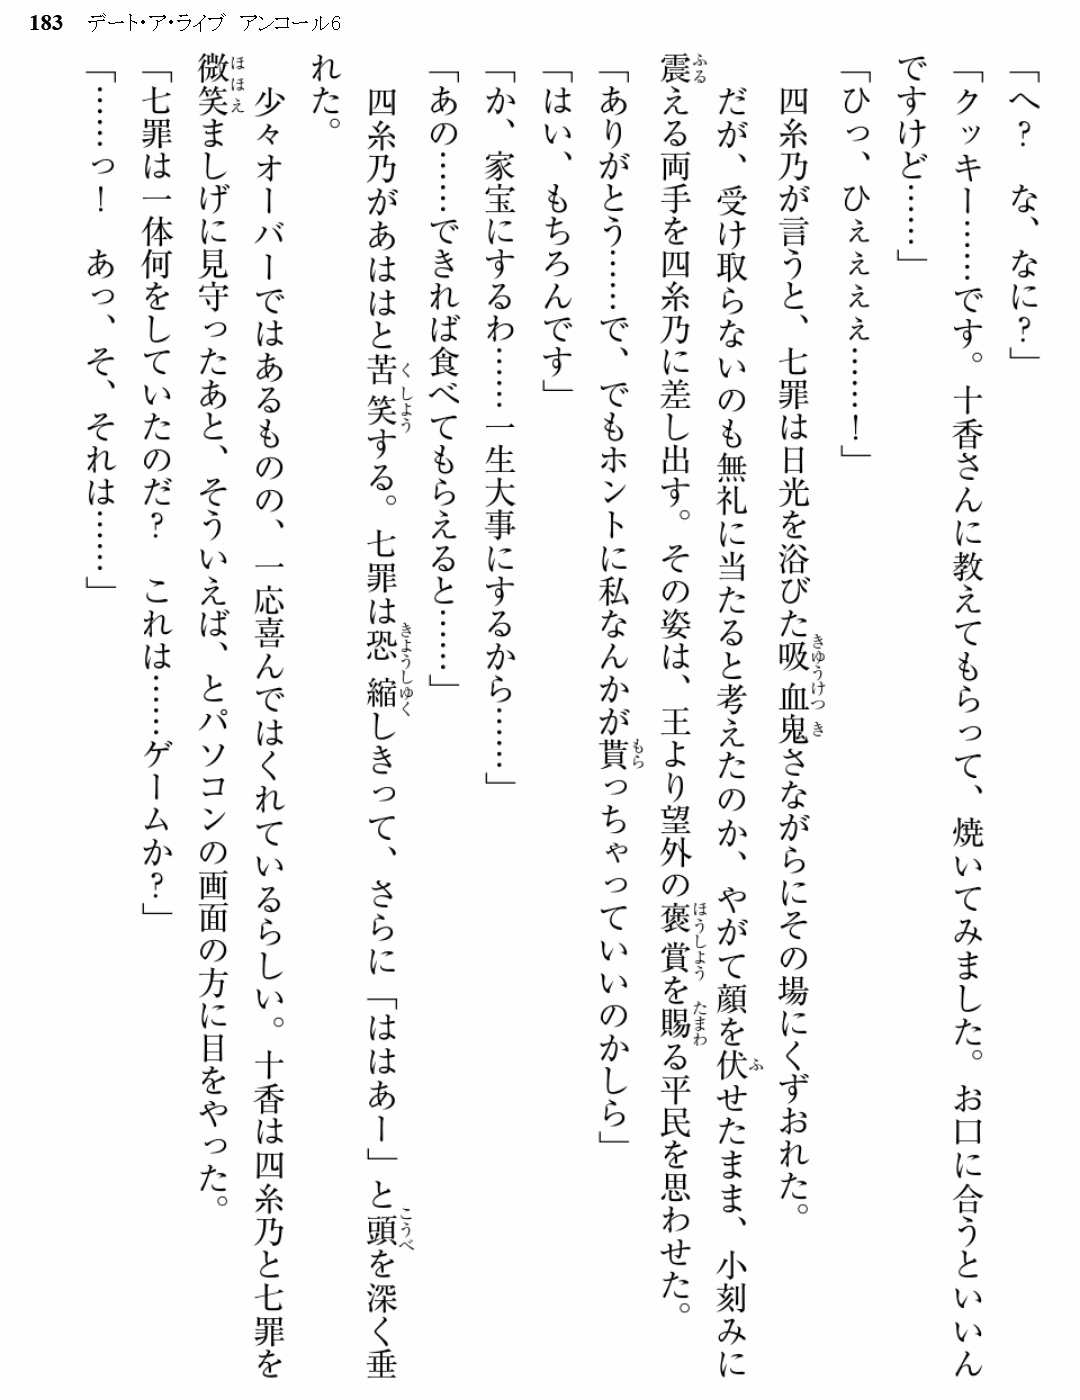 183 デート・ア・ライブ アンコール6
「へ？　な、なに？」
「クッキー……です。十香さんに教えてもらって、焼いてみました。お口に合うといいん
ですけど……」
「ひっ、ひぇぇぇ……！」
　四糸乃が言うと、七罪は日光を浴びた吸血鬼さながらにその場にくずおれた。
　だが、受け取らないのも無礼に当たると考えたのか、やがて顔を伏せたまま、小刻みに
震える両手を四糸乃に差し出す。その姿は、王より望外の褒賞を賜る平民を思わせた。
「ありがとう……で、でもホントに私なんかが貰っちゃっていいのかしら」
「はい、もちろんです」
「か、家宝にするわ……一生大事にするから……」
「あの……できれば食べてもらえると……」
　四糸乃があははと苦笑する。七罪は恐縮しきって、さらに「ははあー」と頭を深く垂
れた。
　少々オーバーではあるものの、一応喜んではくれているらしい。十香は四糸乃と七罪を
微笑ましげに見守ったあと、そういえば、とパソコンの画面の方に目をやった。
「七罪は一体何をしていたのだ？　これは……ゲームか？」
「……っ！　あっ、そ、それは……」